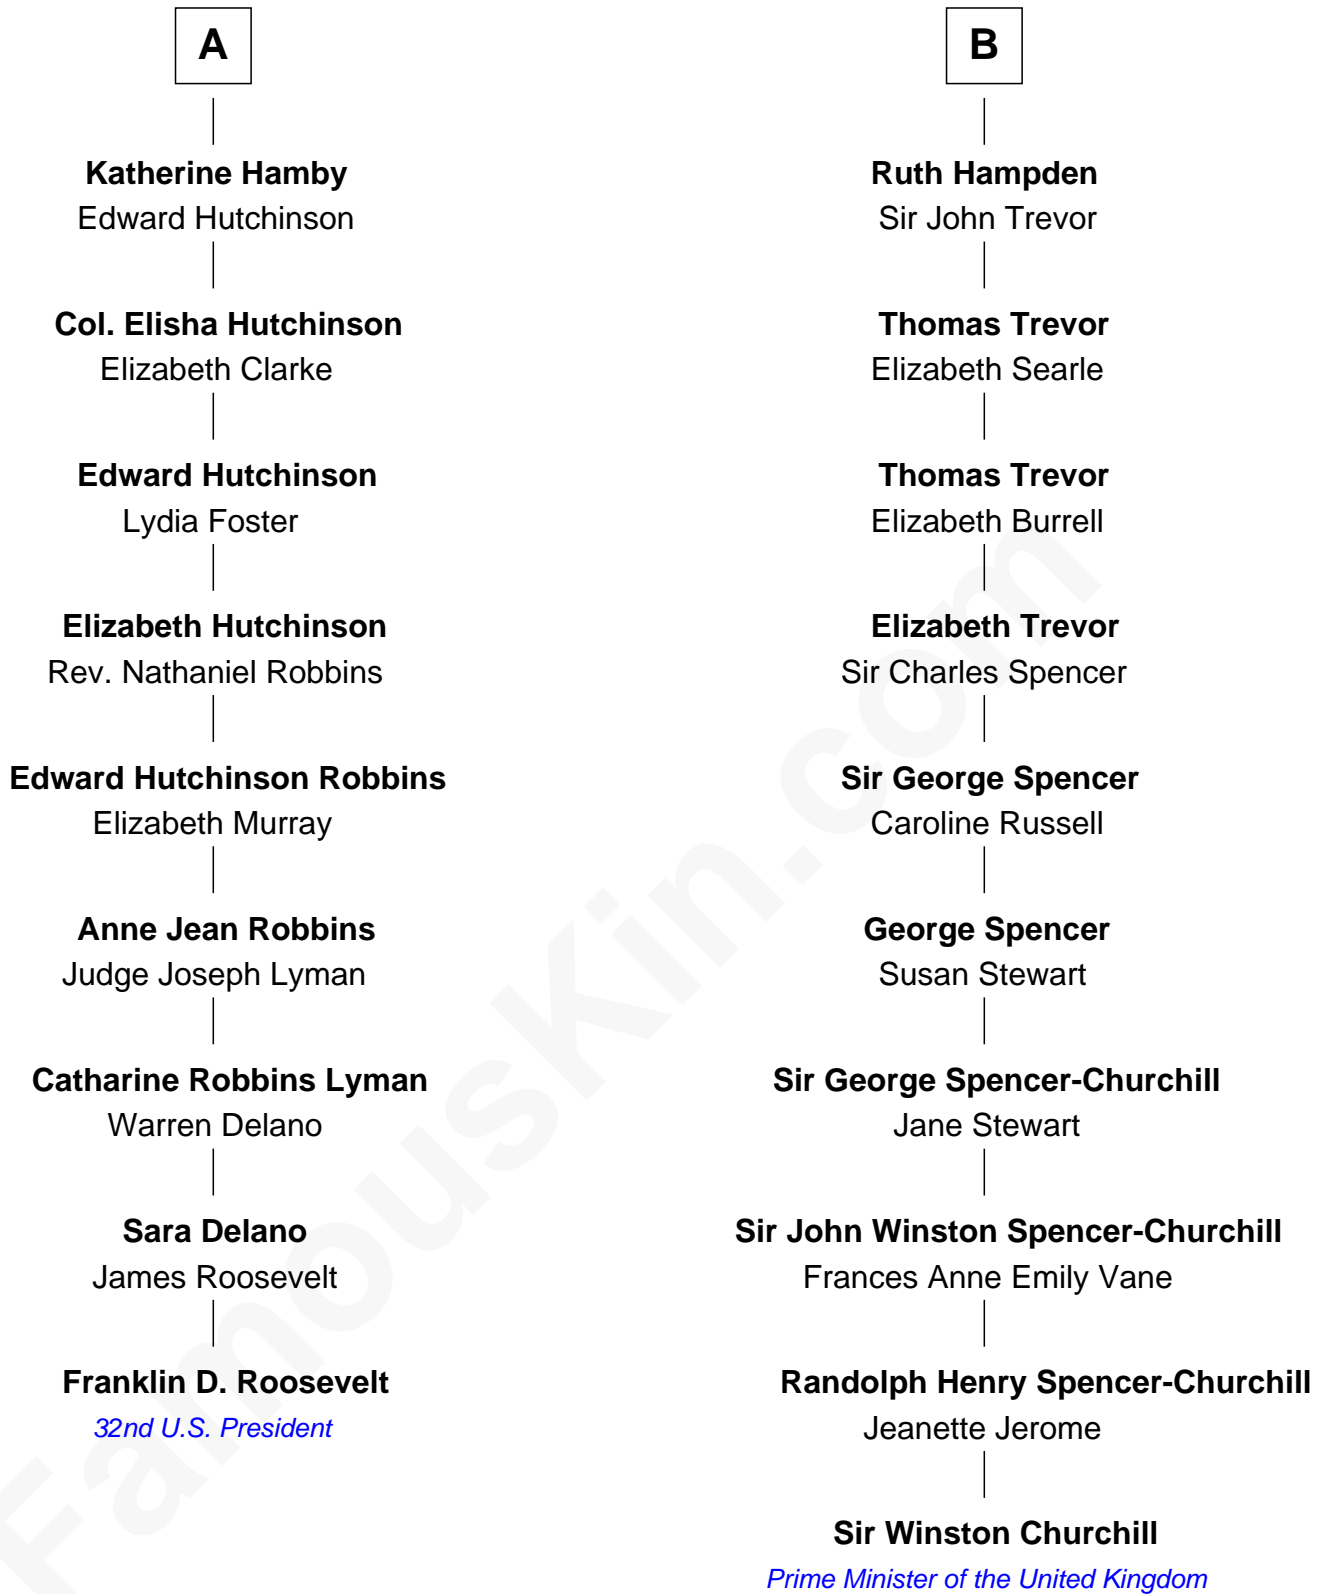 A
Katherine Hamby
Edward Hutchinson
Col. Elisha Hutchinson
Elizabeth Clarke
Edward Hutchinson
Lydia Foster
Elizabeth Hutchinson
Rev. Nathaniel Robbins
Edward Hutchinson Robbins
Elizabeth Murray
Anne Jean Robbins
Judge Joseph Lyman
Catharine Robbins Lyman
Warren Delano
Sara Delano
James Roosevelt
Franklin D. Roosevelt
32nd U.S. President
B
Ruth Hampden
Sir John Trevor
Thomas Trevor
Elizabeth Searle
Thomas Trevor
Elizabeth Burrell
Elizabeth Trevor
Sir Charles Spencer
Sir George Spencer
Caroline Russell
George Spencer
Susan Stewart
Sir George Spencer-Churchill
Jane Stewart
Sir John Winston Spencer-Churchill
Frances Anne Emily Vane
Randolph Henry Spencer-Churchill
Jeanette Jerome
Sir Winston Churchill
Prime Minister of the United Kingdom
FamousKin.com